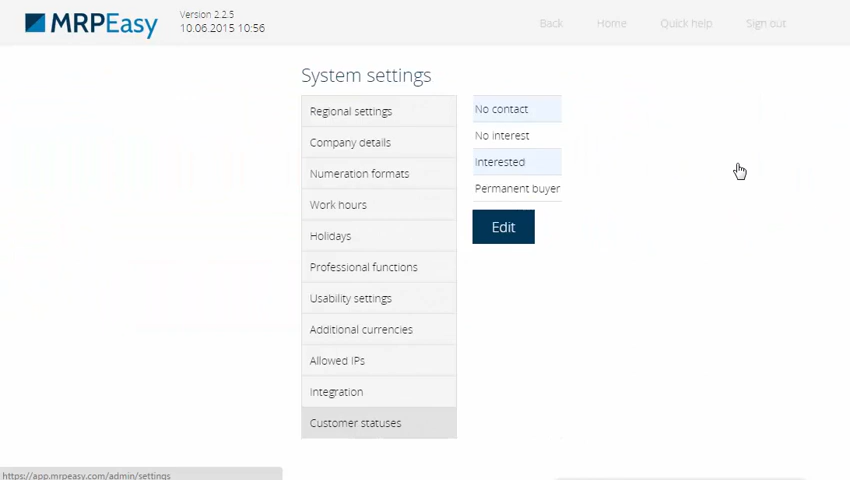 MRPEasy
Version 2.2.5
10.06.2015 10:56
Back
Home
Quick help
Sign out
System settings
Regional settings
Company details
Numeration formats
Work hours
Holidays
Professional functions
Usability settings
Additional currencies
Allowed IPs
Integration
Customer statuses
No contact
No interest
Interested
Permanent buyer
Edit
https://app.mrpeasy.com/admin/settings